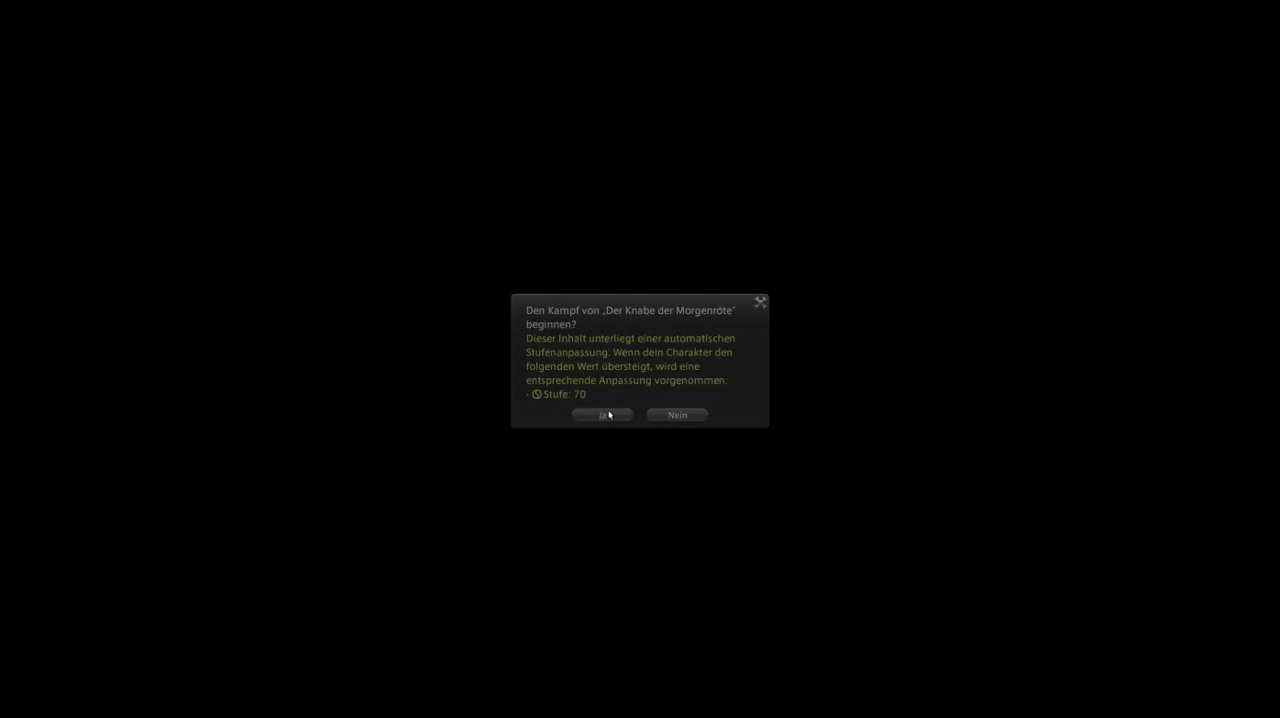 Den Kampf von „Der Knabe der Morgenröte“
beginnen?
Dieser Inhalt unterliegt einer automatischen
Stufenanpassung. Wenn dein Charakter den
folgenden Wert übersteigt, wird eine
entsprechende Anpassung vorgenommen:
- Stufe: 70
Ja Nein